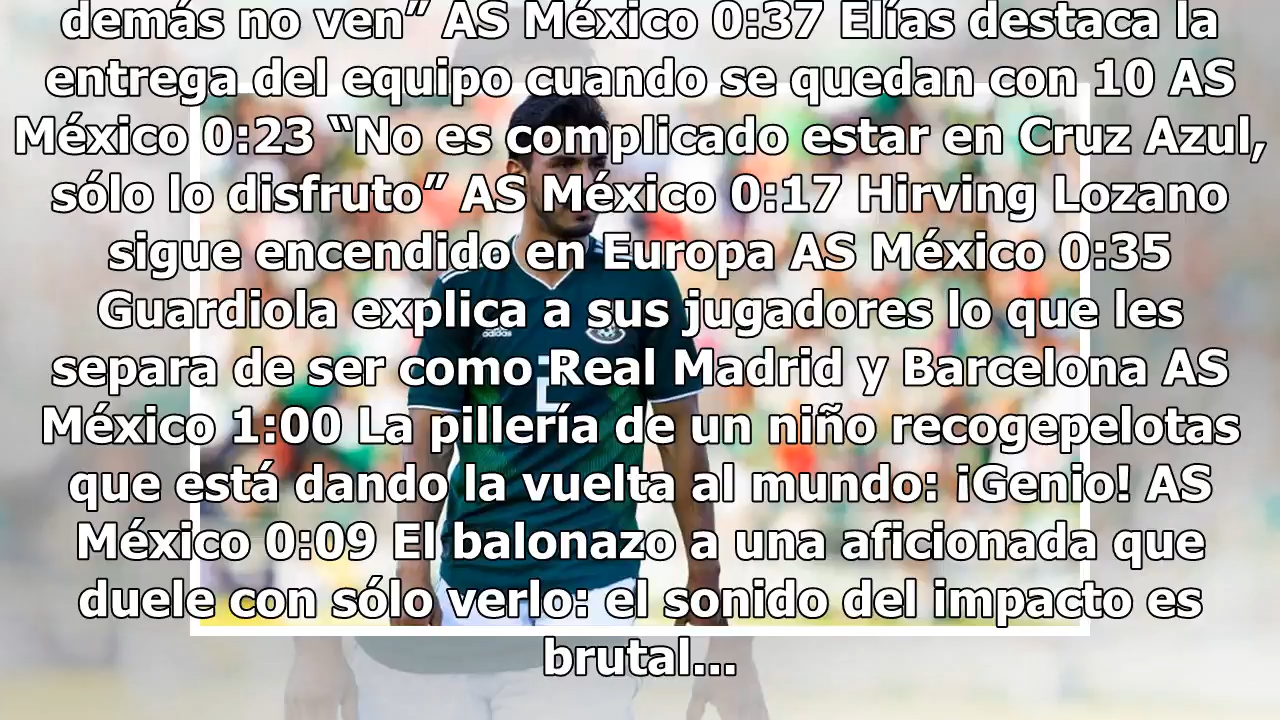 demás no ven” AS México 0:37 Elías destaca la
entrega del equipo cuando se quedan con 10 AS
México 0:23 “No es complicado estar en Cruz Azul,
sólo lo disfruto” AS México 0:17 Hirving Lozano
sigue encendido en Europa AS México 0:35
Guardiola explica a sus jugadores lo que les
separa de ser como Real Madrid y Barcelona AS
México 1:00 La pillería de un niño recogepelotas
que está dando la vuelta al mundo: ¡Genio! AS
México 0:09 El balonazo a una aficionada que
duele con sólo verlo: el sonido del impacto es
brutal...
adidas
2